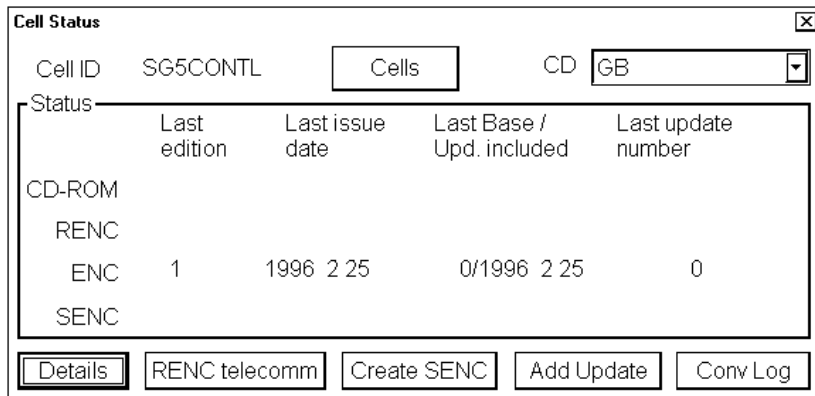 Cell Status
Cell ID SG5CONTL Cells CD GB
Status
Last edition Last issue date Last Base / Upd. included Last update number
CD-ROM
RENC
ENC 1 1996 2 25 0/1996 2 25 0
SENC
Details RENC telecomm Create SENC Add Update Conv Log